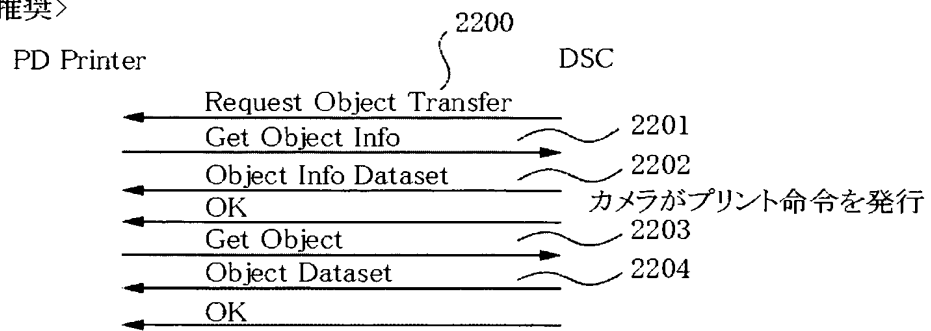 推奨>
2200
PD Printer DSC
Request Object Transfer
Get Object Info 2201
Object Info Dataset 2202
OK カメラがプリント命令を発行
Get Object 2203
Object Dataset 2204
OK